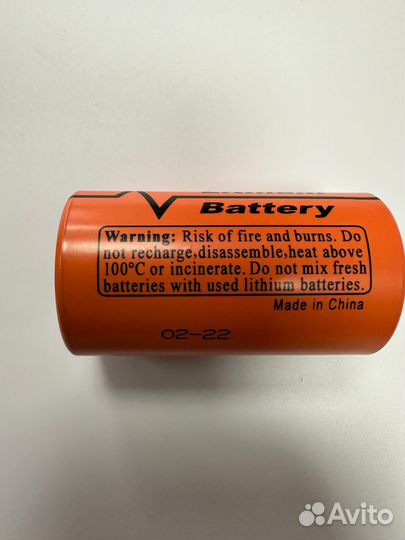 Battery
Warning: Risk of fire and burns. Do
not recharge,disassemble,heat above
100°C or incinerate. Do not mix fresh
batteries with used lithium batteries.
Made in China
02-22
Avito